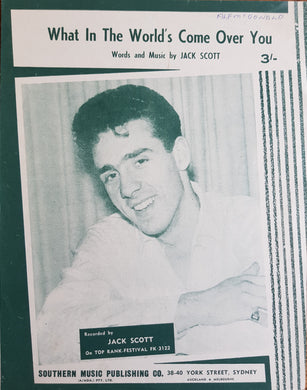 What In The World's Come Over You
Words and Music by JACK SCOTT
3/-
Recorded by
JACK SCOTT
On TOP RANK-FESTIVAL FK-3122
SOUTHERN MUSIC PUBLISHING CO. 38-40 YORK STREET, SYDNEY
(A/ASIA.) PTY. LTD. AUCKLAND & MELBOURNE